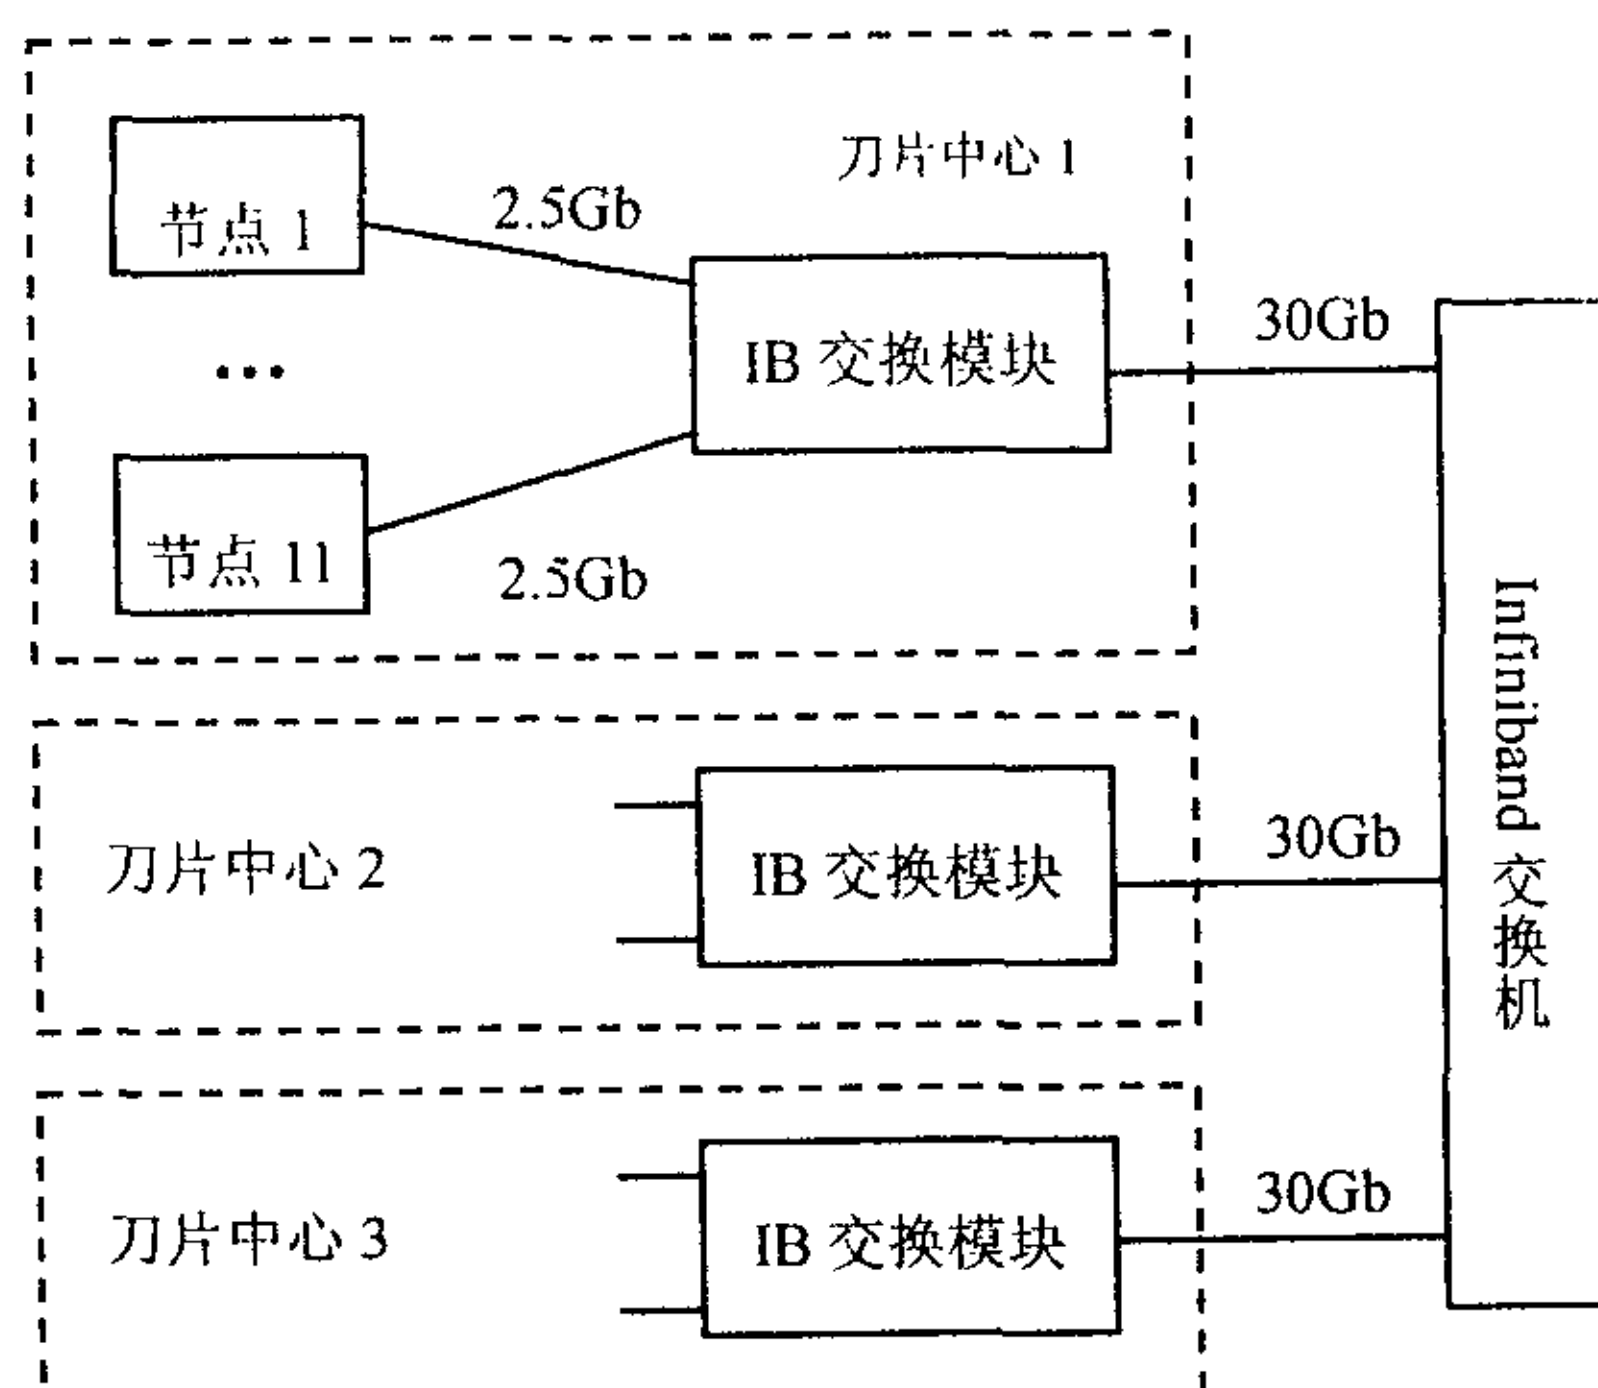 刀片中心 1
节点 1
2.5Gb
IB 交换模块
30Gb
...
节点 11
2.5Gb
Infiniband 交换机
刀片中心 2
IB 交换模块
30Gb
刀片中心 3
IB 交换模块
30Gb